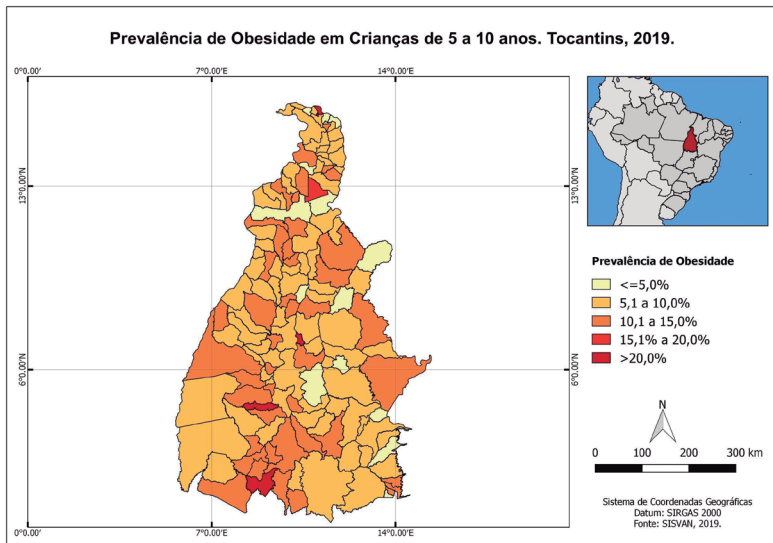 Prevalência de Obesidade em Crianças de 5 a 10 anos. Tocantins, 2019.
0°0.00′
7°0.00′
14°0.00′
13°0.00′N
13°0.00′N
6°0.00′N
6°0.00′N
0°0.00′
7°0.00′
14°0.00′
Prevalência de Obesidade
<=5,0%
5,1 a 10,0%
10,1 a 15,0%
15,1% a 20,0%
>20,0%
N
0 100 200 300 km
Sistema de Coordenadas Geográficas
Datum: SIRGAS 2000
Fonte: SISVAN, 2019.